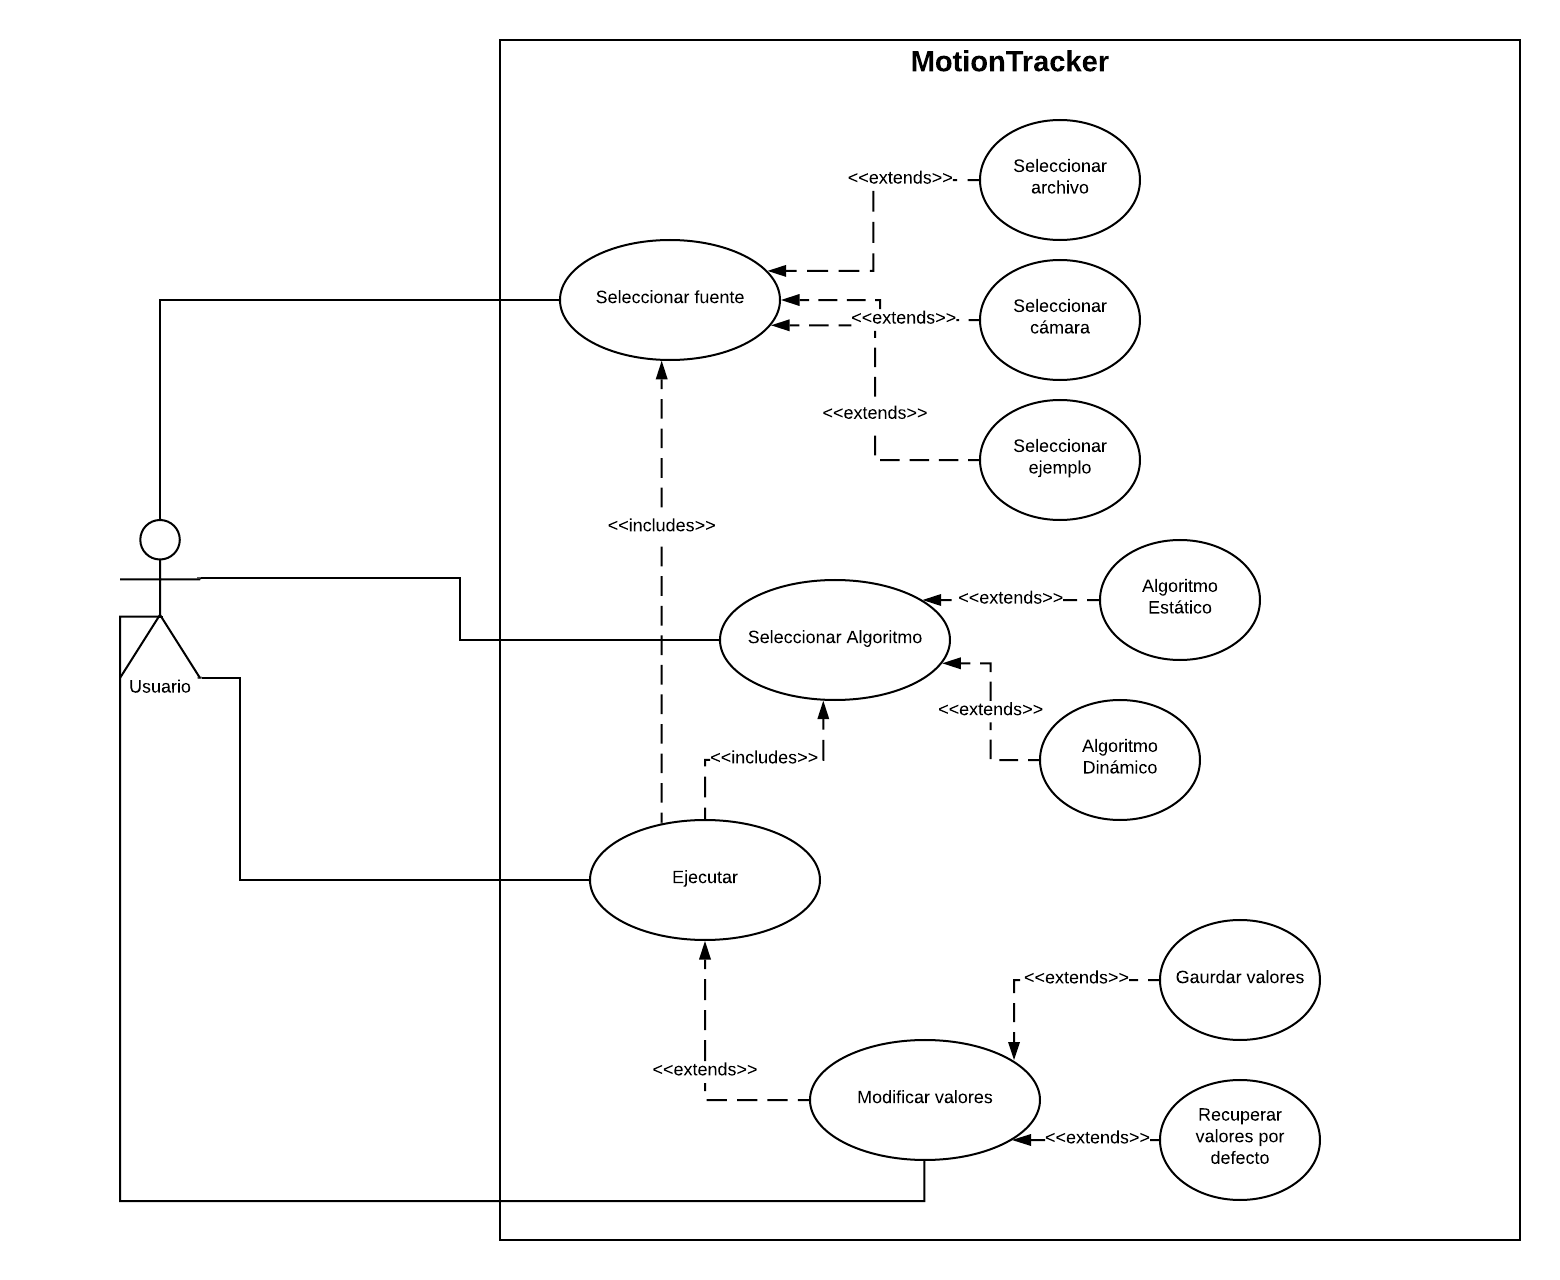 MotionTracker
<<extends>>
Seleccionar
archivo
Seleccionar fuente
<<extends>>
Seleccionar
cámara
<<extends>>
Seleccionar
ejemplo
<<includes>>
Usuario
Seleccionar Algoritmo
<<extends>>
Algoritmo
Estático
<<extends>>
Algoritmo
Dinámico
<<includes>>
Ejecutar
<<extends>>
Gaurdar valores
<<extends>>
Modificar valores
<<extends>>
Recuperar
valores por
defecto